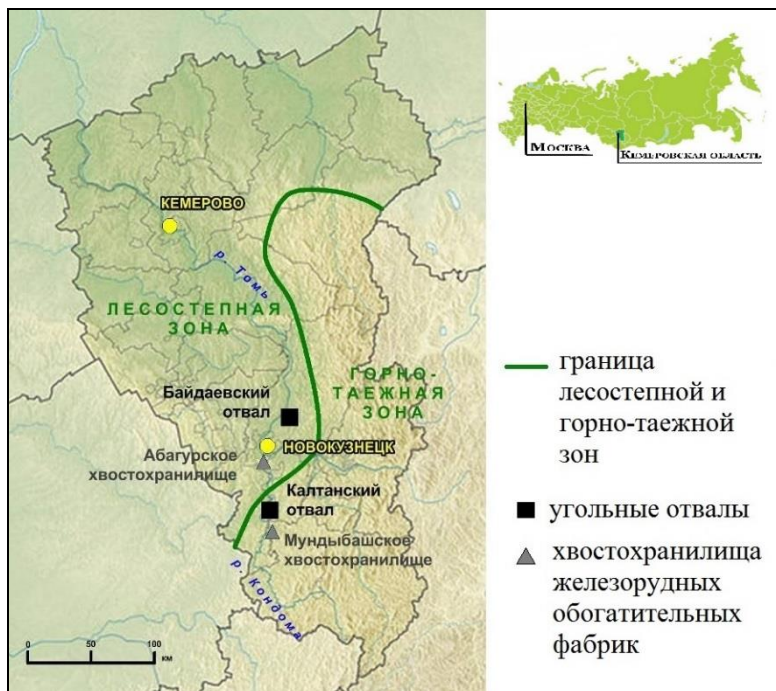 КЕМЕРОВО
р. Томь
ЛЕСОСТЕПНАЯ
ЗОНА
ГОРНО-
ТАЕЖНАЯ
ЗОНА
Байдаевский
отвал
НОВОКУЗНЕЦК
Абагурское
хвостохранилище
Калтанский
отвал
Мундыбашское
хвостохранилище
р. Кондома
0 50 100
км
МОСКВА
КЕМЕРОВСКАЯ ОБЛАСТЬ
граница
лесостепной и
горно-таежной
зон
угольные отвалы
хвостохранилища
железорудных
обогатительных
фабрик